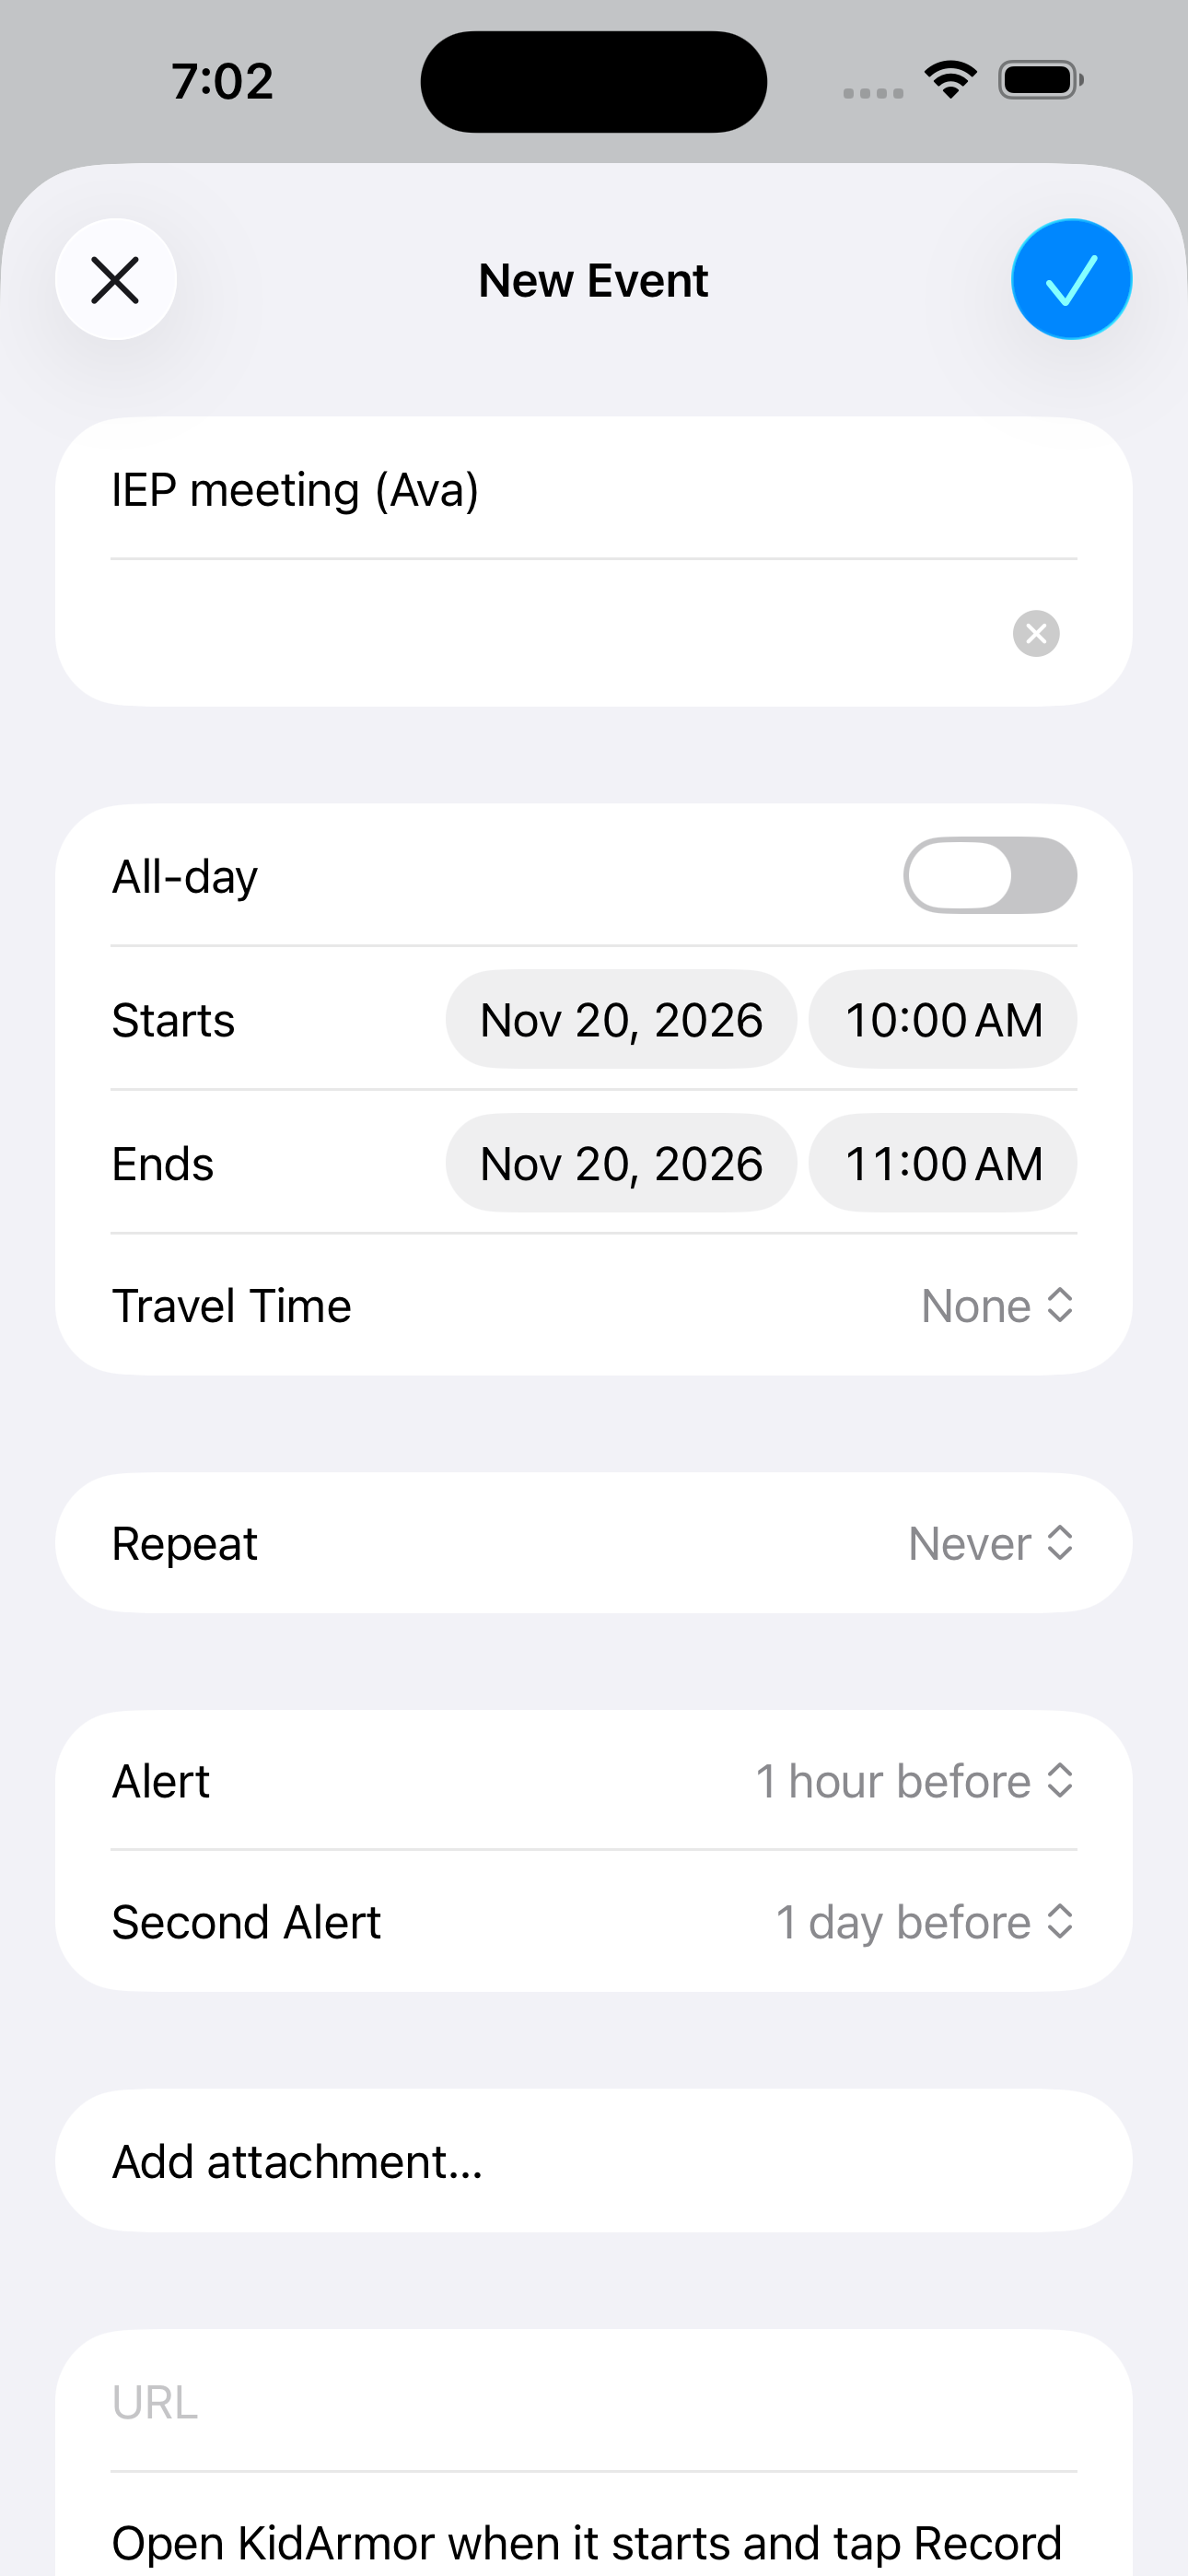 7:02
New Event
IEP meeting (Ava)
All-day
Starts Nov 20, 2026 10:00 AM
Ends Nov 20, 2026 11:00 AM
Travel Time None
Repeat Never
Alert 1 hour before
Second Alert 1 day before
Add attachment...
URL
Open KidArmor when it starts and tap Record